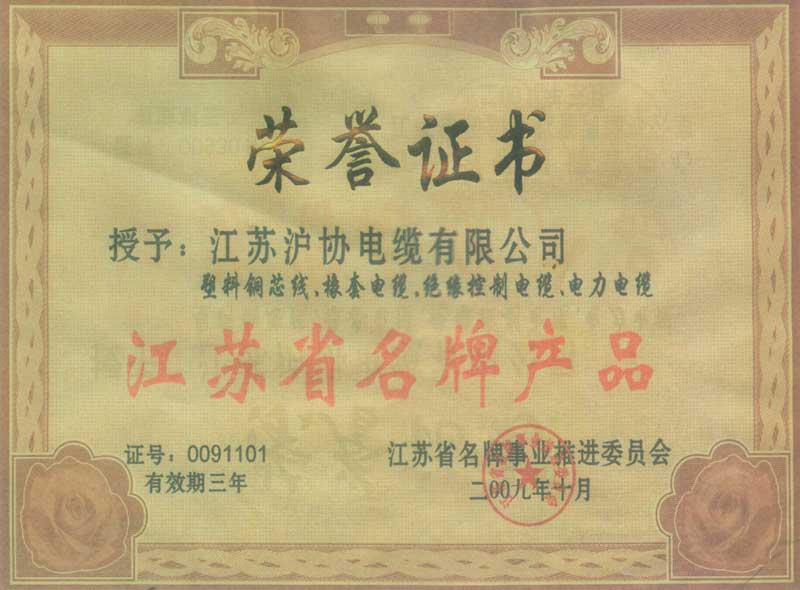 荣誉证书
授予：江苏沪协电缆有限公司
塑料铜芯线、橡套电缆、绝缘控制电缆、电力电缆
江苏省名牌产品
证号：0091101
有效期三年
江苏省名牌事业推进委员会
二00九年十月